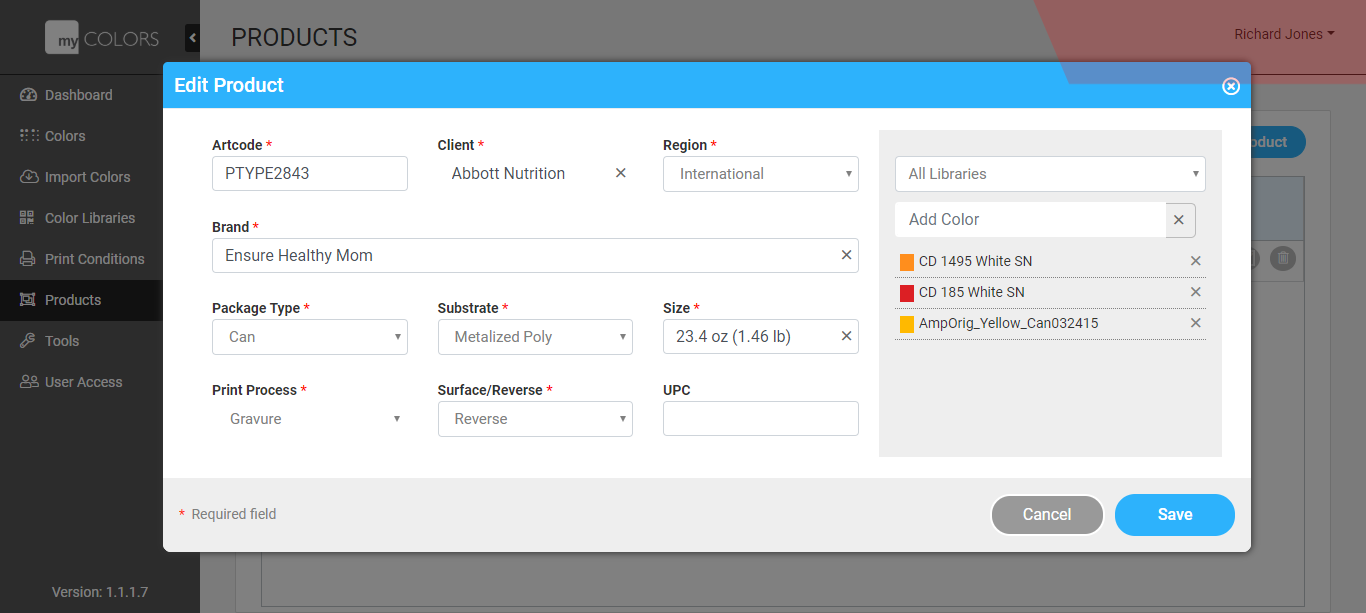 my COLORS
PRODUCTS
Richard Jones
Dashboard
Colors
Import Colors
Color Libraries
Print Conditions
Products
Tools
User Access
Version: 1.1.1.7
Edit Product
Artcode *
PTYPE2843
Client *
Abbott Nutrition
Region *
International
Brand *
Ensure Healthy Mom
Package Type *
Can
Substrate *
Metalized Poly
Size *
23.4 oz (1.46 lb)
Print Process *
Gravure
Surface/Reverse *
Reverse
UPC
All Libraries
Add Color
CD 1495 White SN
CD 185 White SN
AmpOrig_Yellow_Can032415
* Required field
Cancel
Save